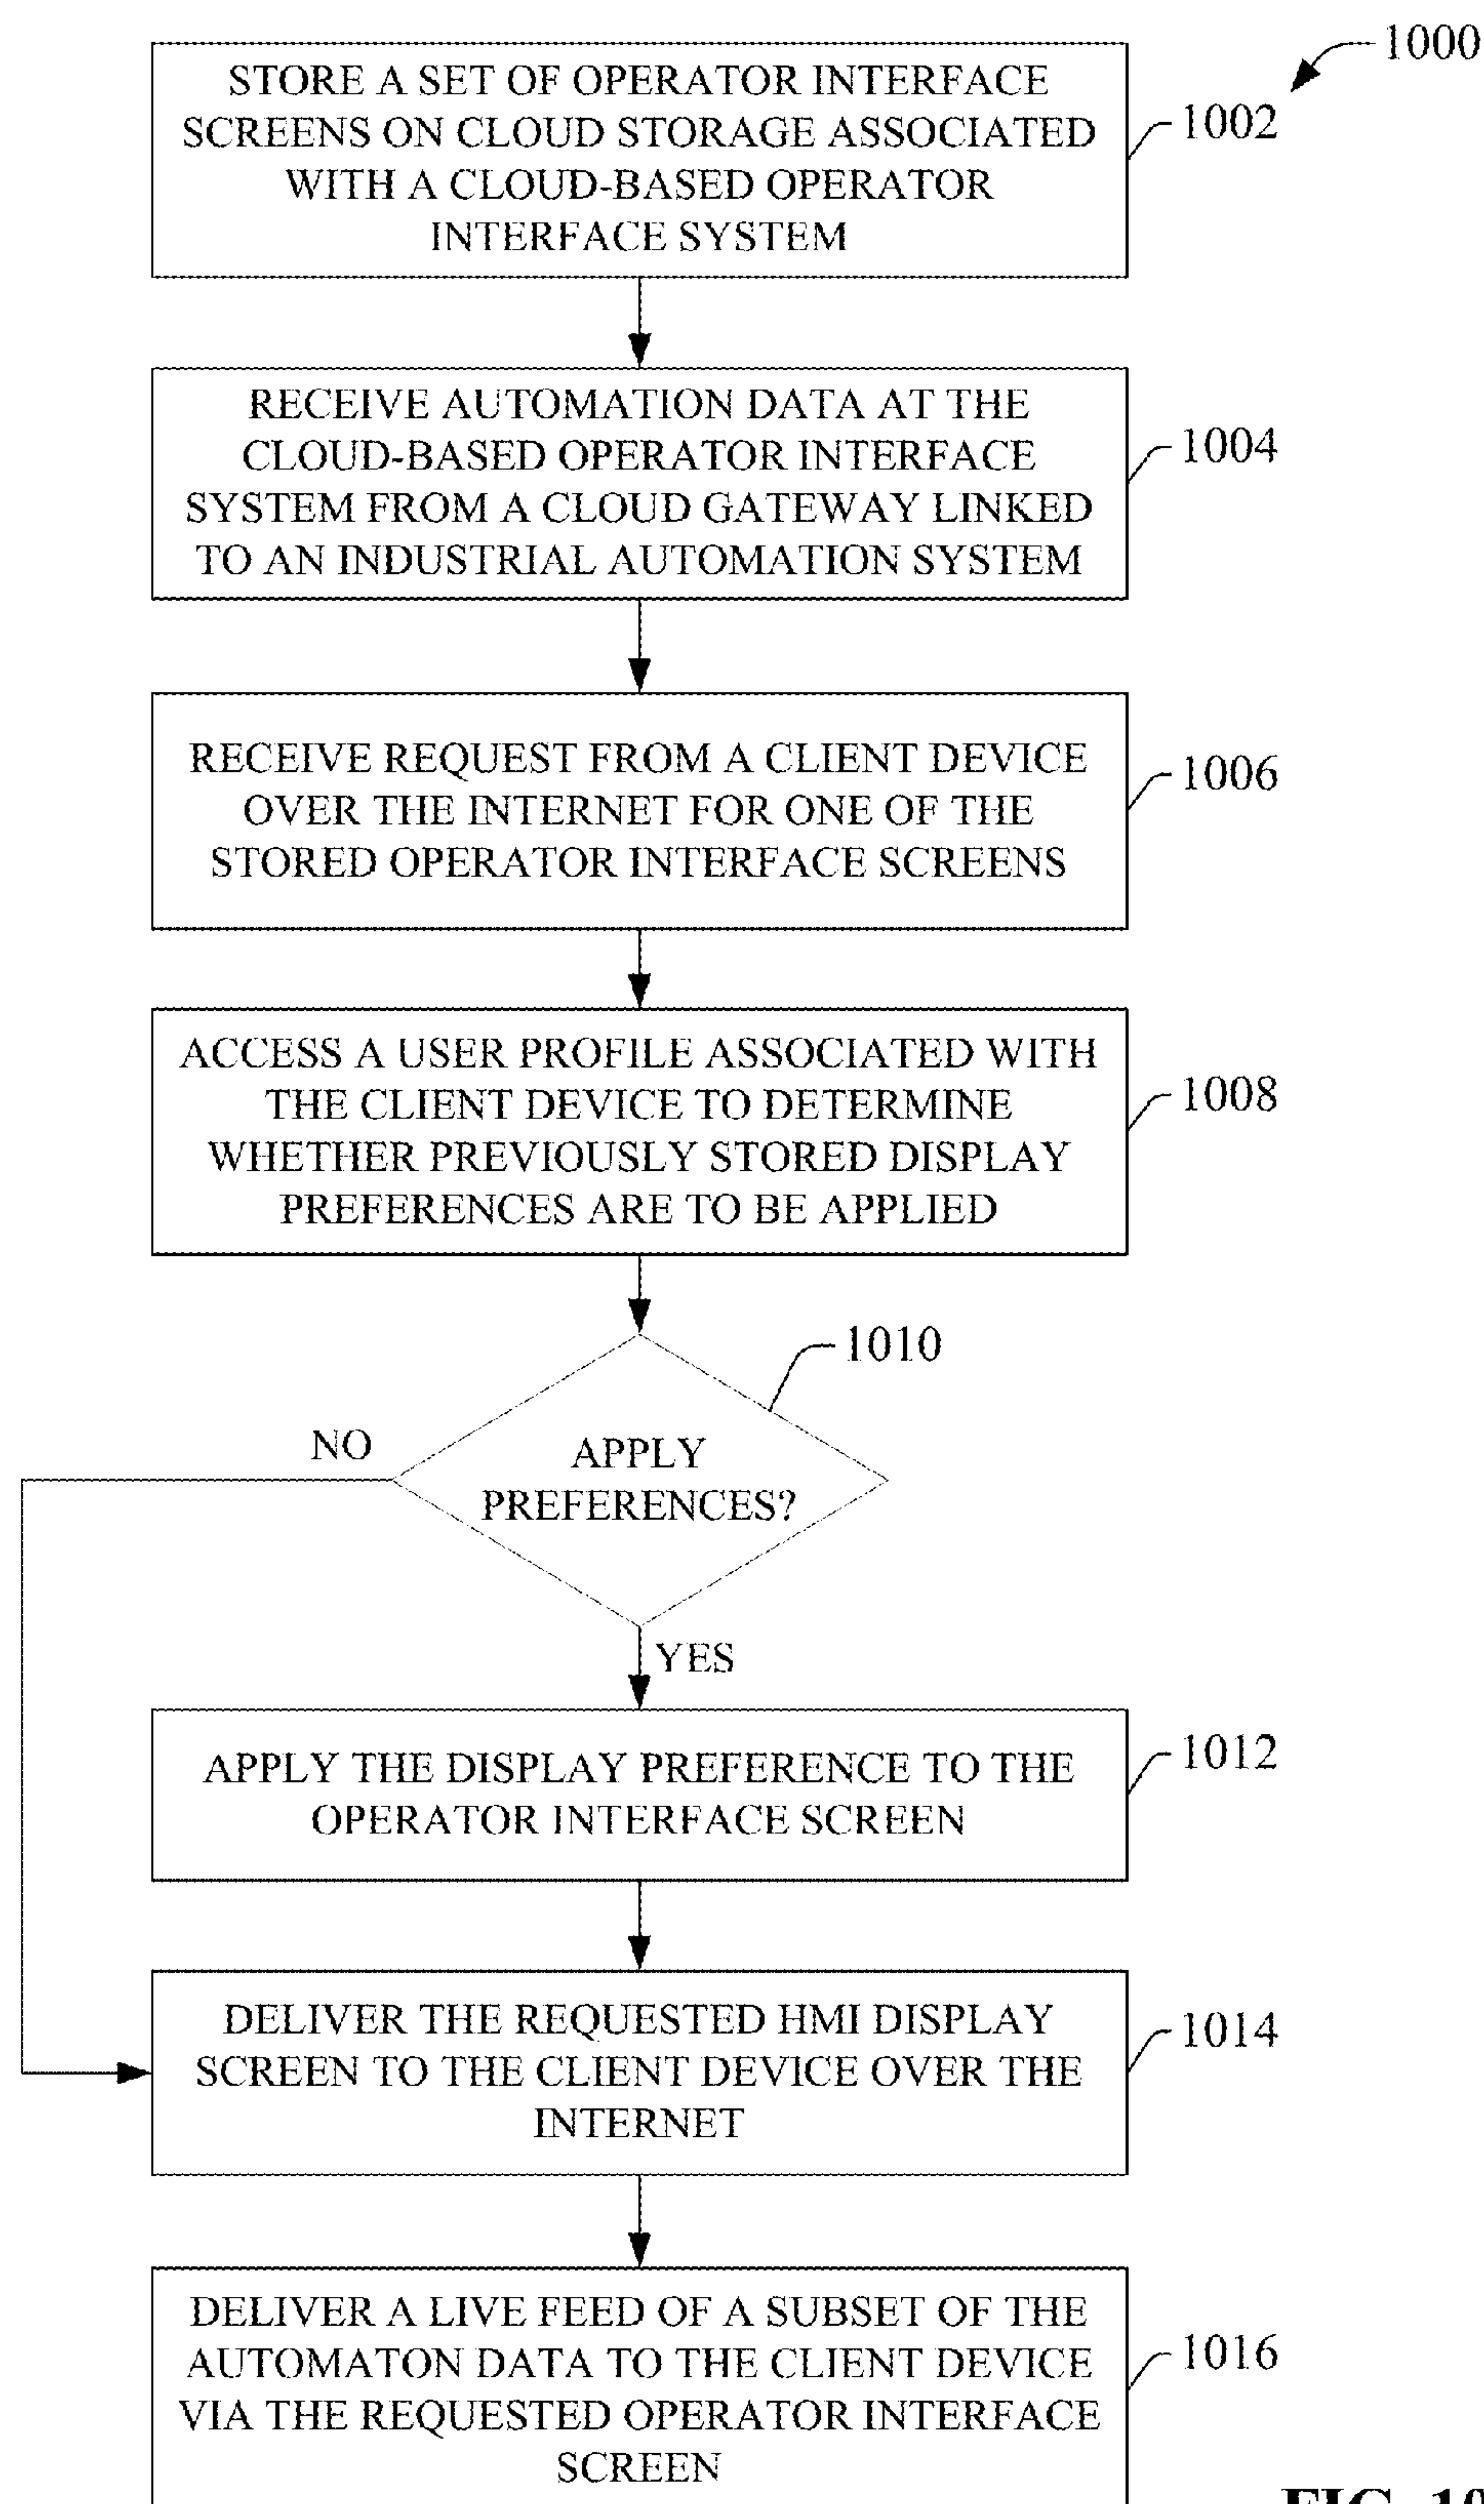 1000
STORE A SET OF OPERATOR INTERFACE
SCREENS ON CLOUD STORAGE ASSOCIATED
WITH A CLOUD-BASED OPERATOR
INTERFACE SYSTEM
1002
RECEIVE AUTOMATION DATA AT THE
CLOUD-BASED OPERATOR INTERFACE
SYSTEM FROM A CLOUD GATEWAY LINKED
TO AN INDUSTRIAL AUTOMATION SYSTEM
1004
RECEIVE REQUEST FROM A CLIENT DEVICE
OVER THE INTERNET FOR ONE OF THE
STORED OPERATOR INTERFACE SCREENS
1006
ACCESS A USER PROFILE ASSOCIATED WITH
THE CLIENT DEVICE TO DETERMINE
WHETHER PREVIOUSLY STORED DISPLAY
PREFERENCES ARE TO BE APPLIED
1008
1010
NO
APPLY
PREFERENCES?
YES
APPLY THE DISPLAY PREFERENCE TO THE
OPERATOR INTERFACE SCREEN
1012
DELIVER THE REQUESTED HMI DISPLAY
SCREEN TO THE CLIENT DEVICE OVER THE
INTERNET
1014
DELIVER A LIVE FEED OF A SUBSET OF THE
AUTOMATON DATA TO THE CLIENT DEVICE
VIA THE REQUESTED OPERATOR INTERFACE
SCREEN
1016
FIG.